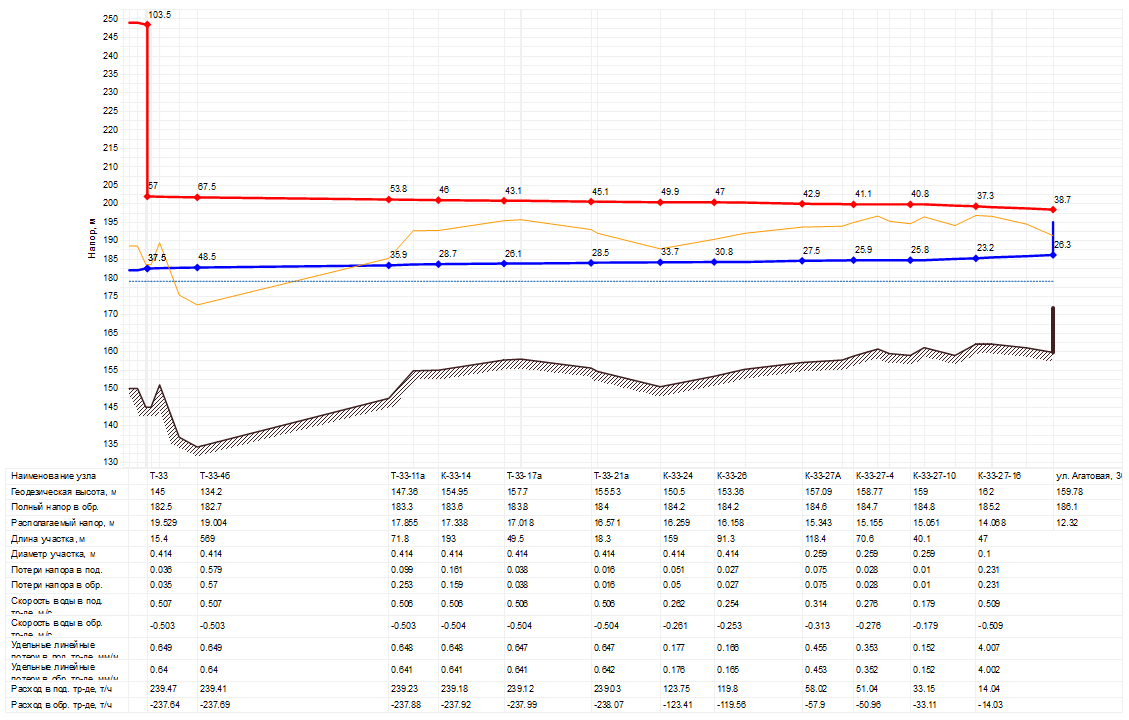 250
103.5
245
240
235
230
225
220
215
210
205
57 67.5 53.8 46 43.1 45.1 49.9 47 42.9 41.1 40.8 37.3 38.7
200
195
190
185
37.5 48.5 35.9 28.7 26.1 28.5 33.7 30.8 27.5 25.9 25.8 23.2 26.3
180
175
170
165
160
155
150
145
140
135
130
Напор, м
Наименование узла Т-33 Т-33-4б Т-33-11а К-33-14 Т-33-17а Т-33-21а К-33-24 К-33-26 К-33-27А К-33-27-4 К-33-27-10 К-33-27-16 ул. Агатовая,
Геодезическая высота, м 145 134.2 147.36 154.95 157.7 155.53 150.5 153.36 157.09 158.77 159 162 159.78
Полный напор в обр. 182.5 182.7 183.3 183.6 183.8 184 184.2 184.2 184.6 184.7 184.8 185.2 186.1
Располагаемый напор, м 19.529 19.004 17.855 17.338 17.018 16.571 16.259 16.158 15.343 15.155 15.051 14.068 12.32
Длина участка, м 15.4 569 71.8 193 49.5 18.3 159 91.3 118.4 70.6 40.1 47
Диаметр участка, м 0.414 0.414 0.414 0.414 0.414 0.414 0.414 0.414 0.259 0.259 0.259 0.1
Потери напора в под. 0.036 0.579 0.099 0.161 0.038 0.016 0.051 0.027 0.075 0.028 0.01 0.231
Потери напора в обр. 0.035 0.57 0.253 0.159 0.038 0.016 0.05 0.027 0.075 0.028 0.01 0.231
Скорость воды в под. тр-де, м/с 0.507 0.507 0.506 0.506 0.506 0.506 0.262 0.254 0.314 0.276 0.179 0.509
Скорость воды в обр. тр-де, м/с -0.503 -0.503 -0.503 -0.504 -0.504 -0.504 -0.261 -0.253 -0.313 -0.276 -0.179 -0.509
Удельные линейные потери в под. тр-де, мм/м 0.649 0.649 0.648 0.648 0.647 0.647 0.177 0.166 0.455 0.353 0.152 4.007
Удельные линейные потери в обр. тр-де, мм/м 0.64 0.64 0.641 0.641 0.641 0.642 0.176 0.165 0.453 0.352 0.152 4.002
Расход в под. тр-де, т/ч 239.47 239.41 239.23 239.18 239.12 239.03 123.75 119.8 58.02 51.04 33.15 14.04
Расход в обр. тр-де, т/ч -237.64 -237.69 -237.88 -237.92 -237.99 -238.07 -123.41 -119.56 -57.9 -50.96 -33.11 -14.03